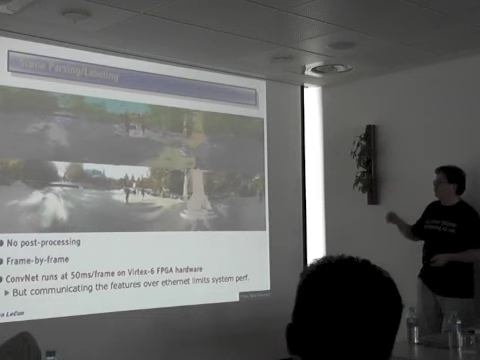 Scene Parsing/Labeling
No post-processing
Frame-by-frame
ConvNet runs at 50ms/frame on Virtex-6 FPGA hardware
But communicating the features over ethernet limits system perf.
LeCun